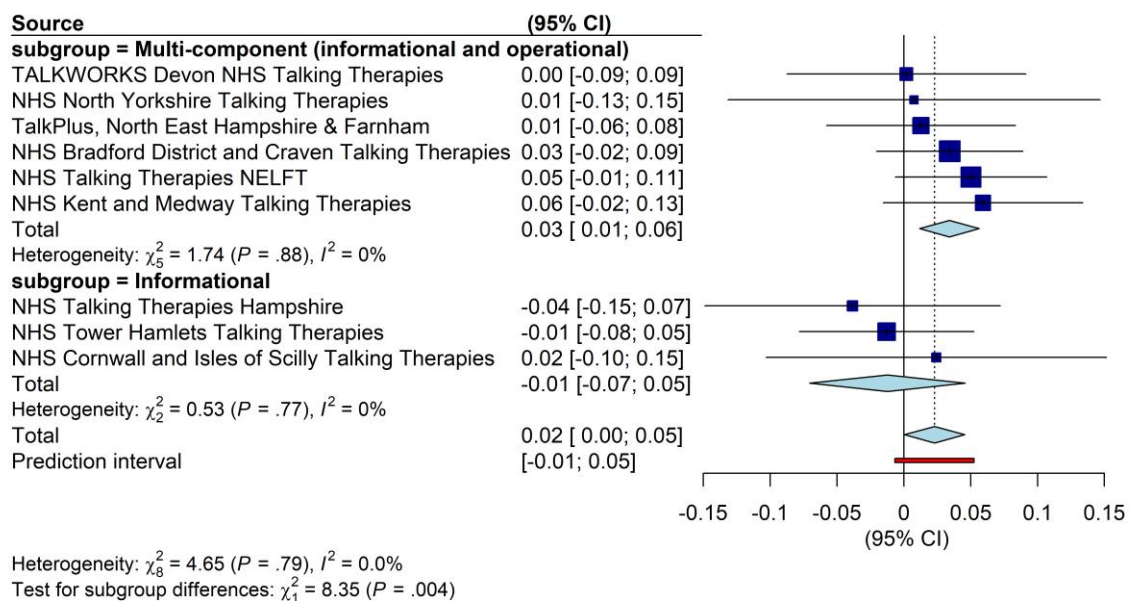 Source (95% CI)
subgroup = Multi-component (informational and operational)
TALKWORKS Devon NHS Talking Therapies 0.00 [-0.09; 0.09]
NHS North Yorkshire Talking Therapies 0.01 [-0.13; 0.15]
TalkPlus, North East Hampshire & Farnham 0.01 [-0.06; 0.08]
NHS Bradford District and Craven Talking Therapies 0.03 [-0.02; 0.09]
NHS Talking Therapies NELFT 0.05 [-0.01; 0.11]
NHS Kent and Medway Talking Therapies 0.06 [-0.02; 0.13]
Total 0.03 [ 0.01; 0.06]
Heterogeneity: χ²₅ = 1.74 (P = .88), I² = 0%
subgroup = Informational
NHS Talking Therapies Hampshire -0.04 [-0.15; 0.07]
NHS Tower Hamlets Talking Therapies -0.01 [-0.08; 0.05]
NHS Cornwall and Isles of Scilly Talking Therapies 0.02 [-0.10; 0.15]
Total -0.01 [-0.07; 0.05]
Heterogeneity: χ²₂ = 0.53 (P = .77), I² = 0%
Total 0.02 [ 0.00; 0.05]
Prediction interval [-0.01; 0.05]
-0.15 -0.1 -0.05 0 0.05 0.1 0.15
(95% CI)
Heterogeneity: χ²₈ = 4.65 (P = .79), I² = 0.0%
Test for subgroup differences: χ²₁ = 8.35 (P = .004)